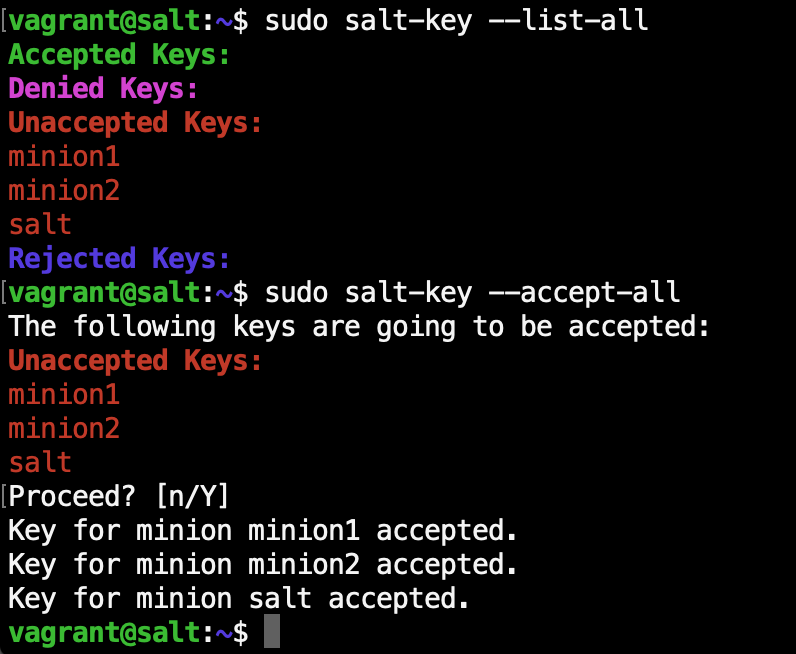 [vagrant@salt:~$ sudo salt-key --list-all
Accepted Keys:
Denied Keys:
Unaccepted Keys:
minion1
minion2
salt
Rejected Keys:
[vagrant@salt:~$ sudo salt-key --accept-all
The following keys are going to be accepted:
Unaccepted Keys:
minion1
minion2
salt
[Proceed? [n/Y]
Key for minion minion1 accepted.
Key for minion minion2 accepted.
Key for minion salt accepted.
vagrant@salt:~$